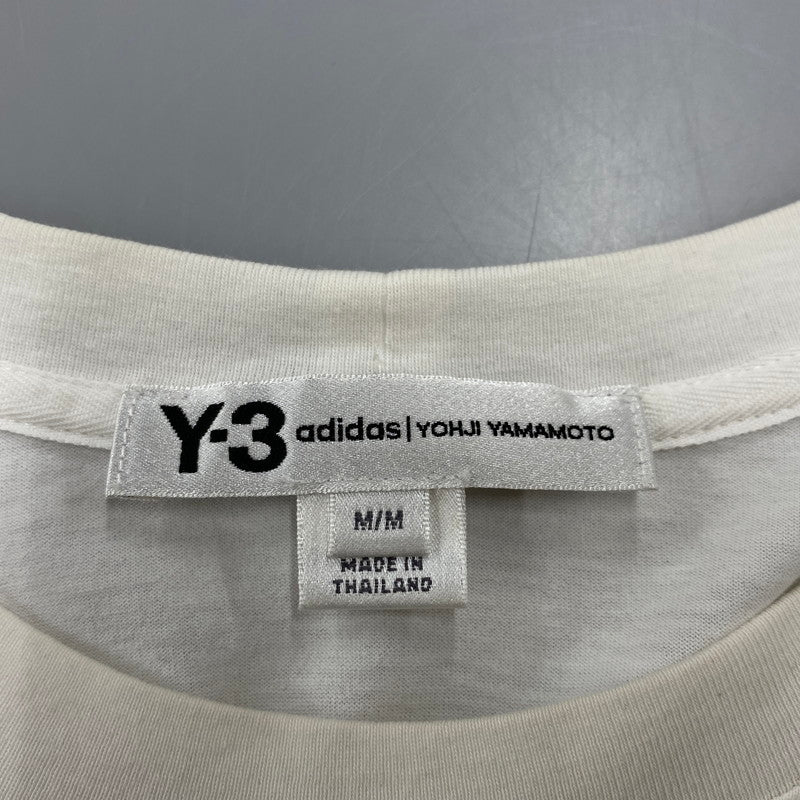 Y-3 adidas | YOHJI YAMAMOTO
M/M
MADE IN
THAILAND